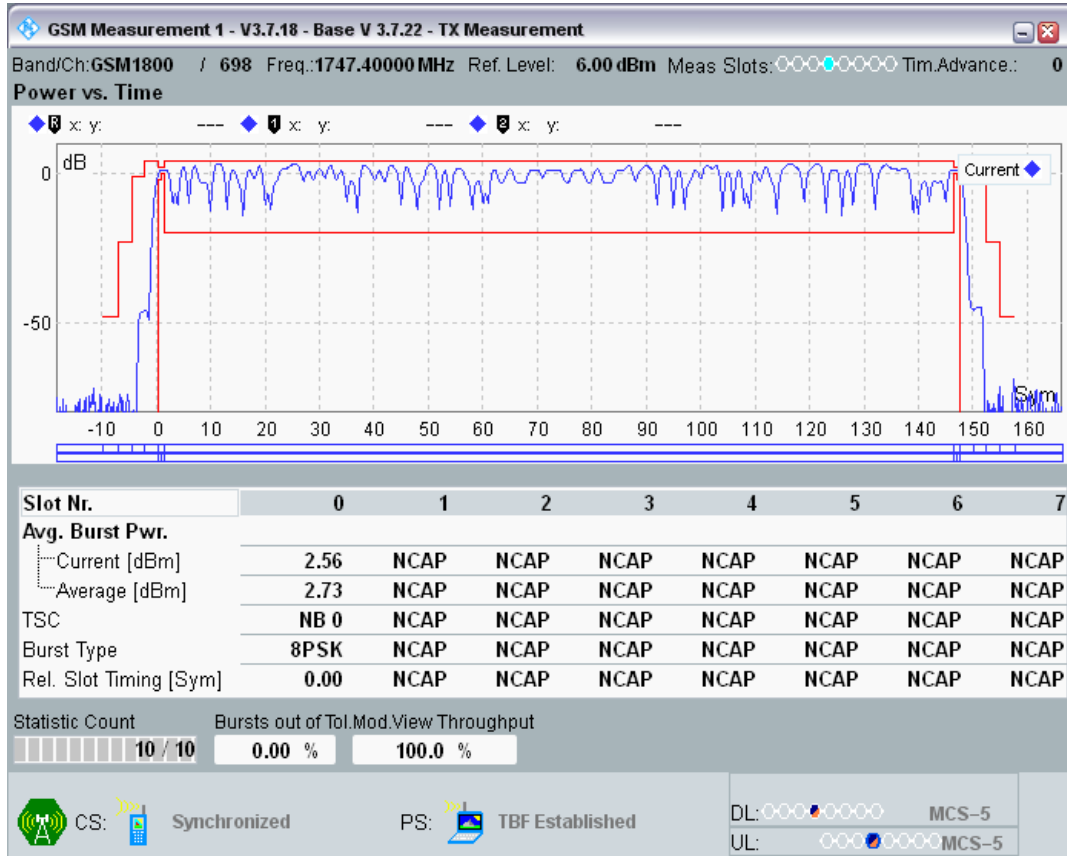 GSM Measurement 1 - V3.7.18 - Base V 3.7.22 - TX Measurement
Band/Ch:GSM1800 / 698 Freq.:1747.40000 MHz Ref. Level: 6.00 dBm Meas Slots: Tim.Advance.: 0
Power vs. Time
R x: y: --- 1 x: y: --- 2 x: y: ---
dB
Current
0
-50
Sym
-10 0 10 20 30 40 50 60 70 80 90 100 110 120 130 140 150 160
Slot Nr. 0 1 2 3 4 5 6 7
Avg. Burst Pwr.
Current [dBm] 2.56 NCAP NCAP NCAP NCAP NCAP NCAP NCAP
Average [dBm] 2.73 NCAP NCAP NCAP NCAP NCAP NCAP NCAP
TSC NB 0 NCAP NCAP NCAP NCAP NCAP NCAP NCAP
Burst Type 8PSK NCAP NCAP NCAP NCAP NCAP NCAP NCAP
Rel. Slot Timing [Sym] 0.00 NCAP NCAP NCAP NCAP NCAP NCAP NCAP
Statistic Count Bursts out of Tol. Mod.View Throughput
10 / 10 0.00 % 100.0 %
CS: Synchronized PS: TBF Established DL: MCS-5
UL: MCS-5